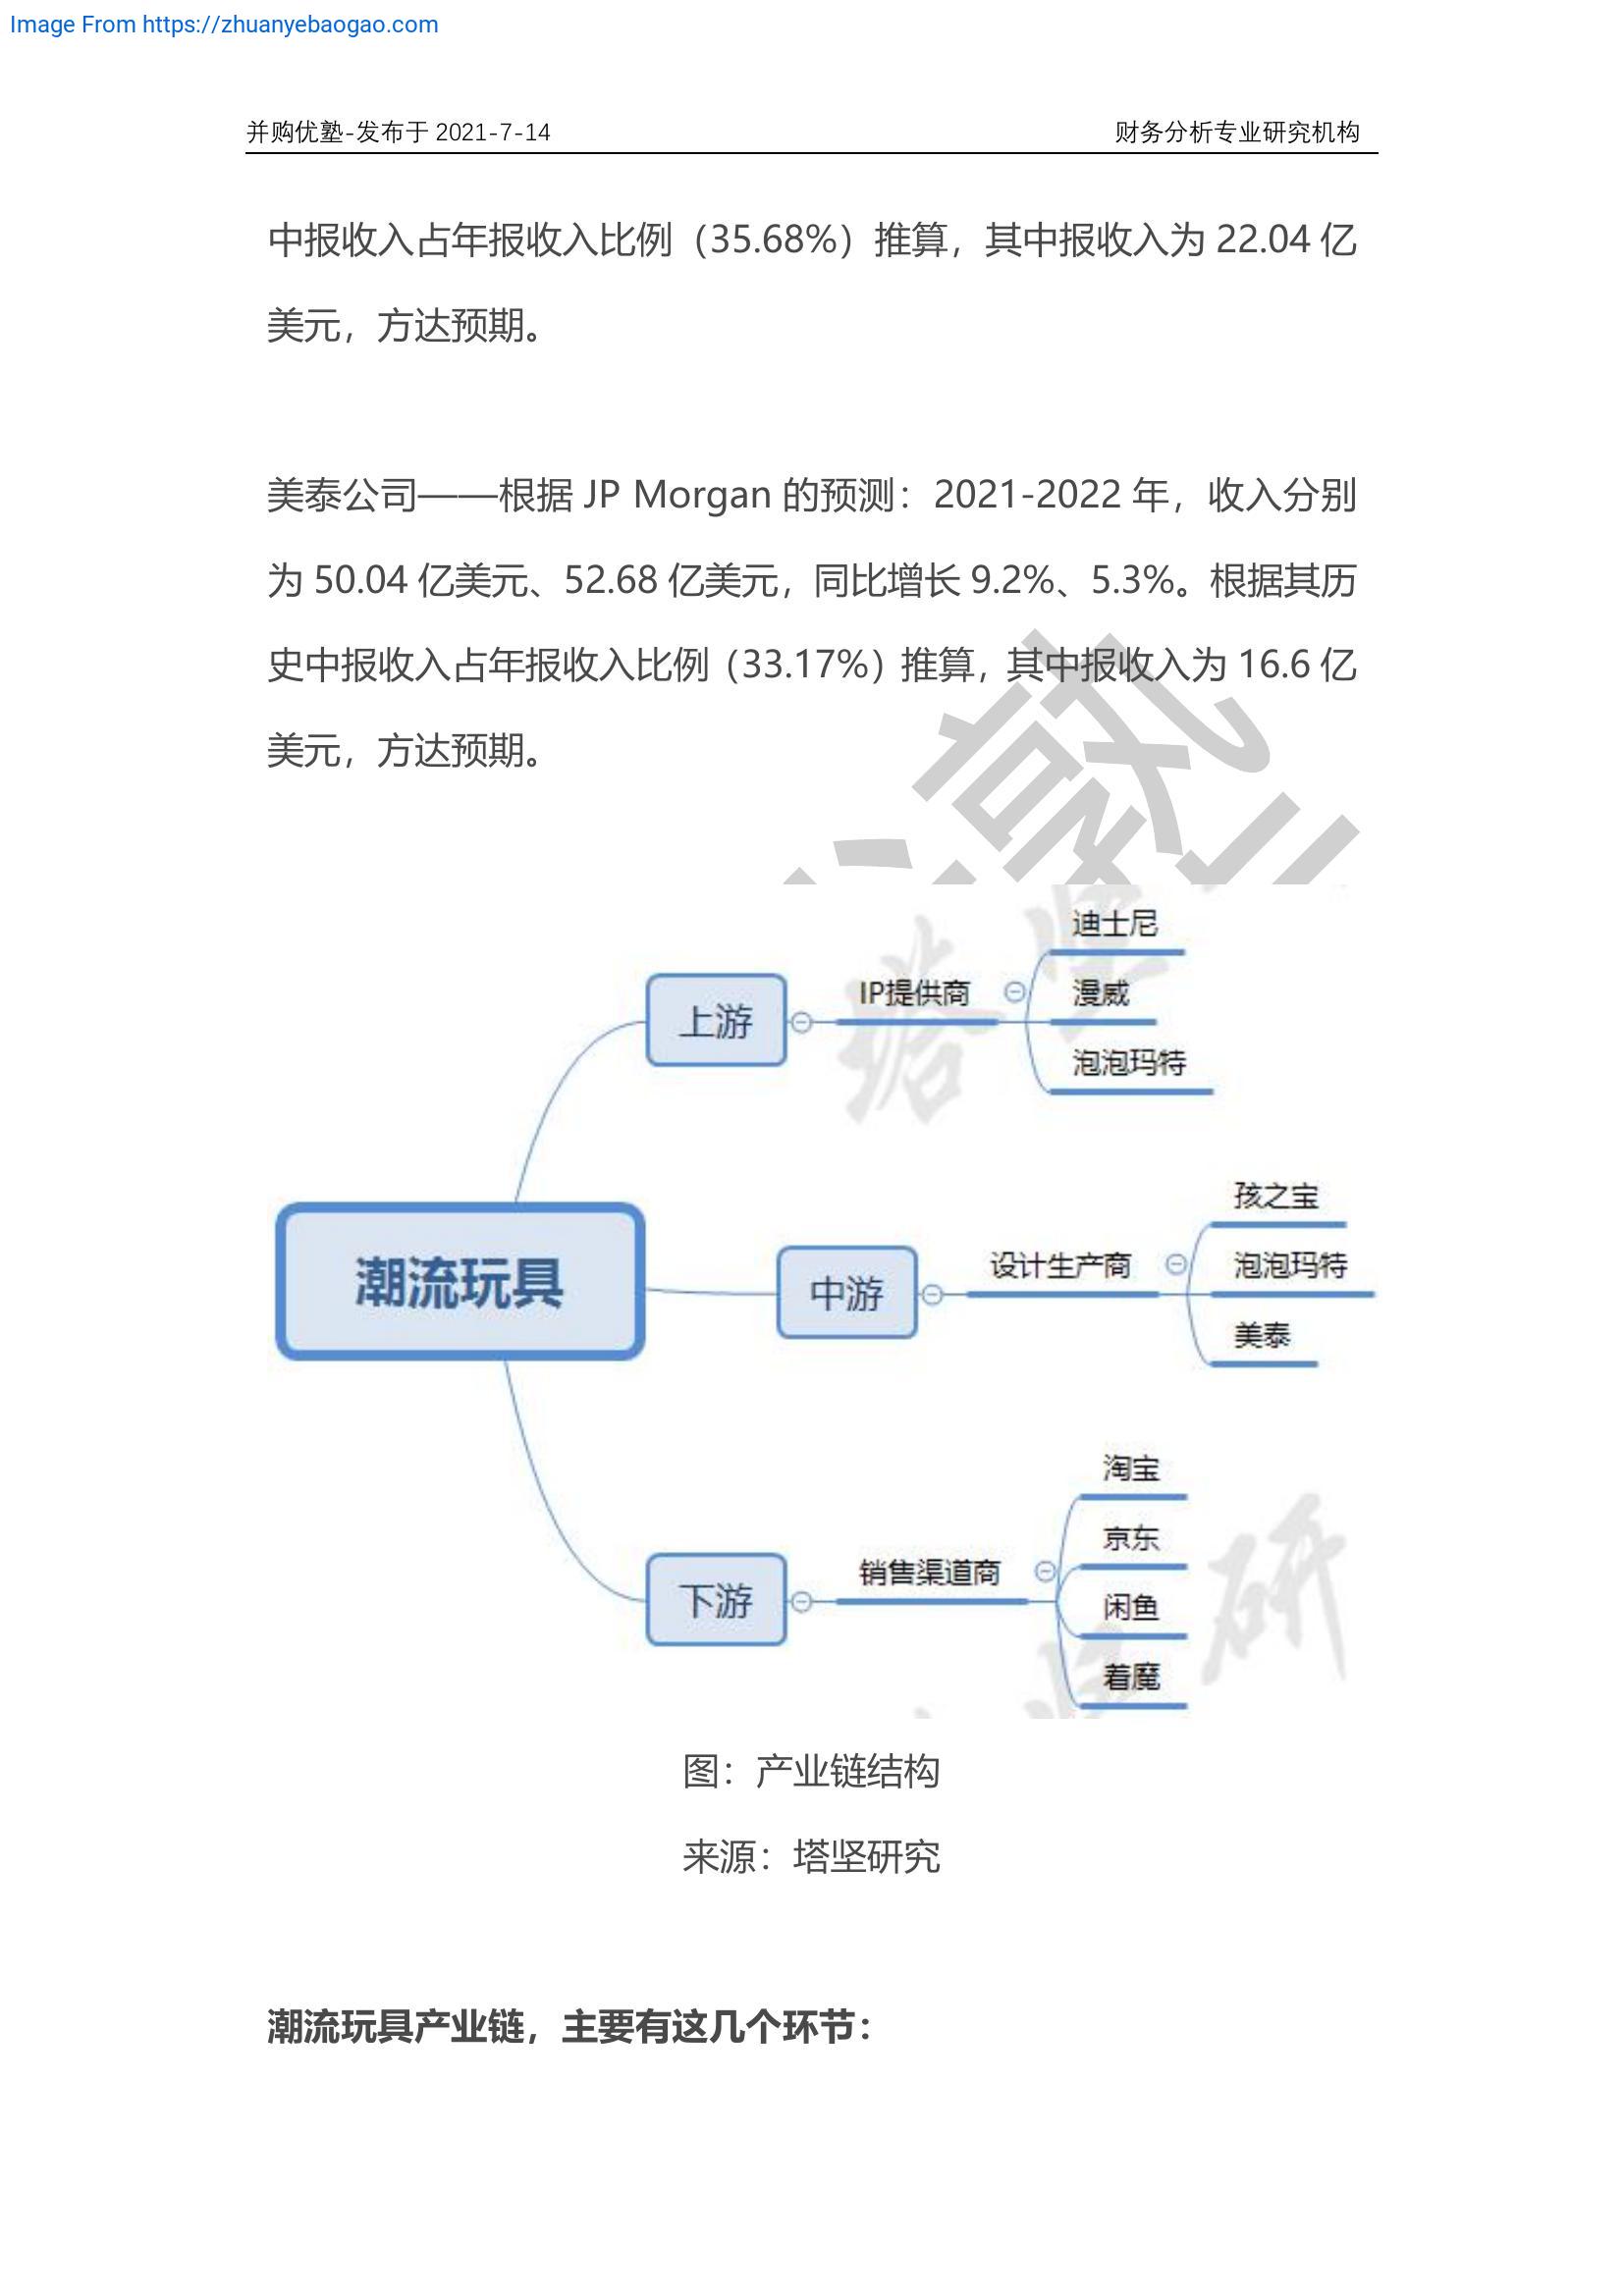 Image From https://zhuanyebaogao.com
并购优塾-发布于 2021-7-14
财务分析专业研究机构
中报收入占年报收入比例（35.68%）推算，其中报收入为 22.04 亿
美元，方达预期。
美泰公司——根据 JP Morgan 的预测：2021-2022 年，收入分别
为 50.04 亿美元、52.68 亿美元，同比增长 9.2%、5.3%。根据其历
史中报收入占年报收入比例（33.17%）推算，其中报收入为 16.6 亿
美元，方达预期。
潮流玩具
上游
IP提供商
迪士尼
漫威
泡泡玛特
中游
设计生产商
孩之宝
泡泡玛特
美泰
下游
销售渠道商
淘宝
京东
闲鱼
着魔
图：产业链结构
来源：塔坚研究
潮流玩具产业链，主要有这几个环节：